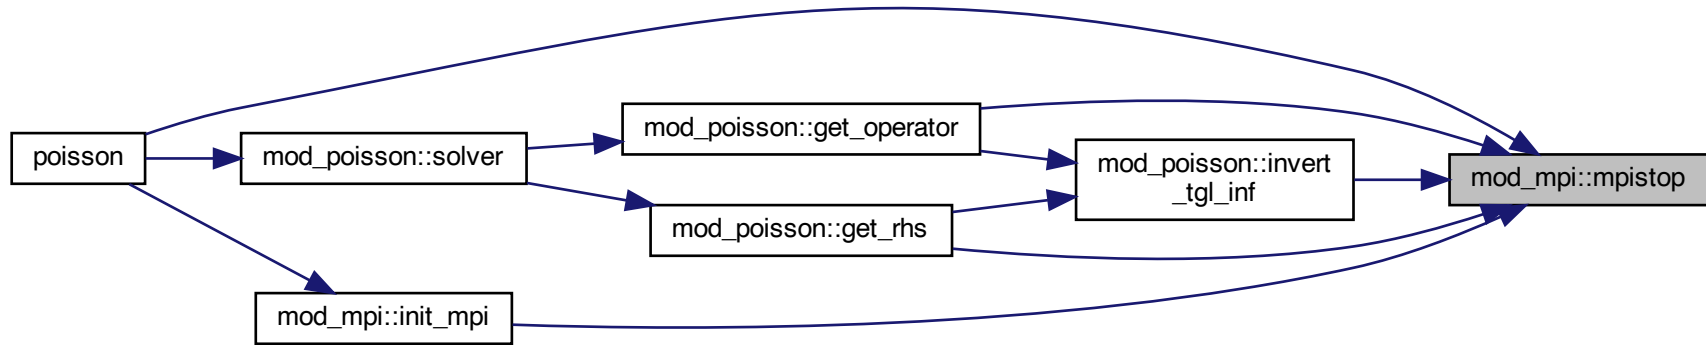 poisson
mod_poisson::solver
mod_poisson::get_operator
mod_poisson::get_rhs
mod_poisson::invert
_tgl_inf
mod_mpi::mpistop
mod_mpi::init_mpi